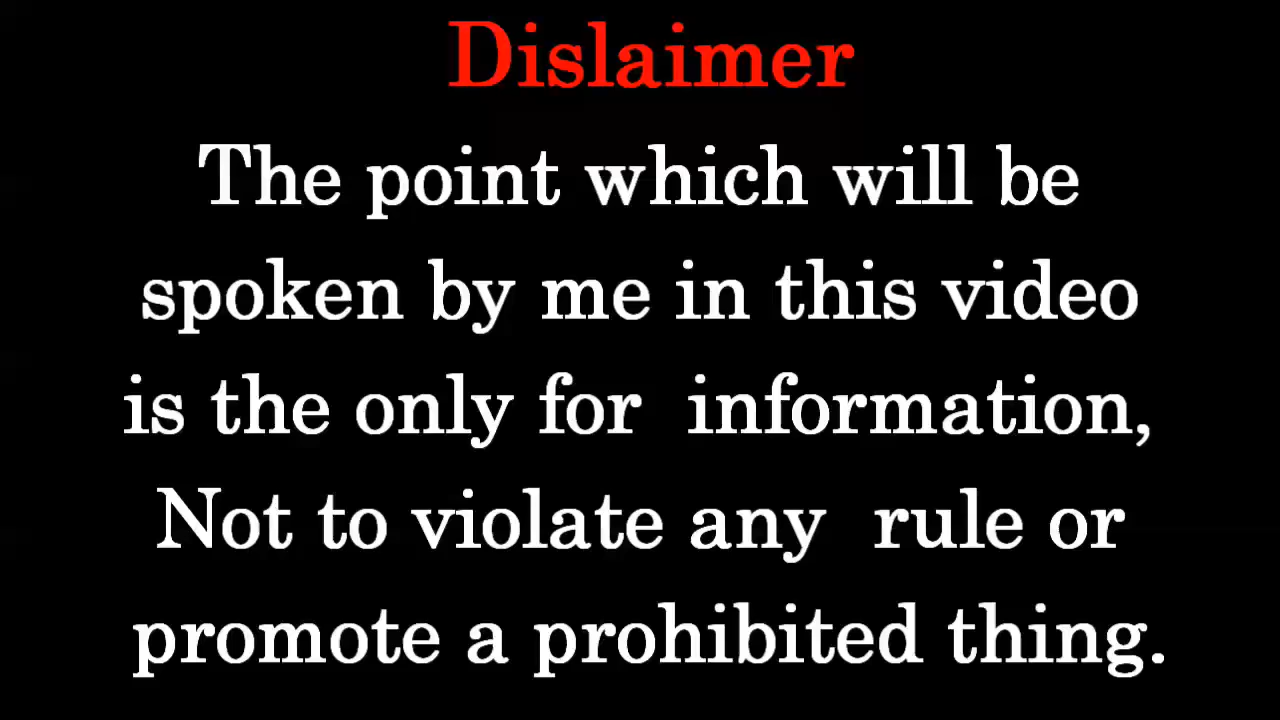 Dislaimer
The point which will be
spoken by me in this video
is the only for information,
Not to violate any rule or
promote a prohibited thing.